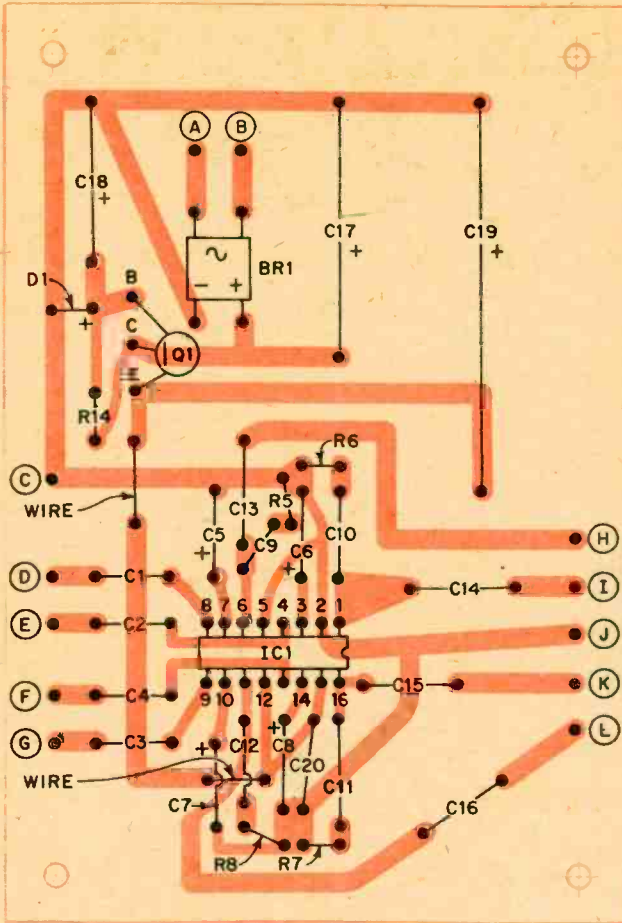 A B
C18
+
C17
+
C19
+
~
- +
BR1
D1
B
+
C
Q1
E
R14
R6
C
WIRE
C13
R5
C5
+
C9
C6
+
C10
H
D
C1
C14
I
8 7 6 5 4 3 2 1
E
C2
J
IC1
F
C4
9 10 12 14 16
C15
K
G
C3
+
C12
+
C8
C20
C11
L
WIRE
C7
C16
R8
R7